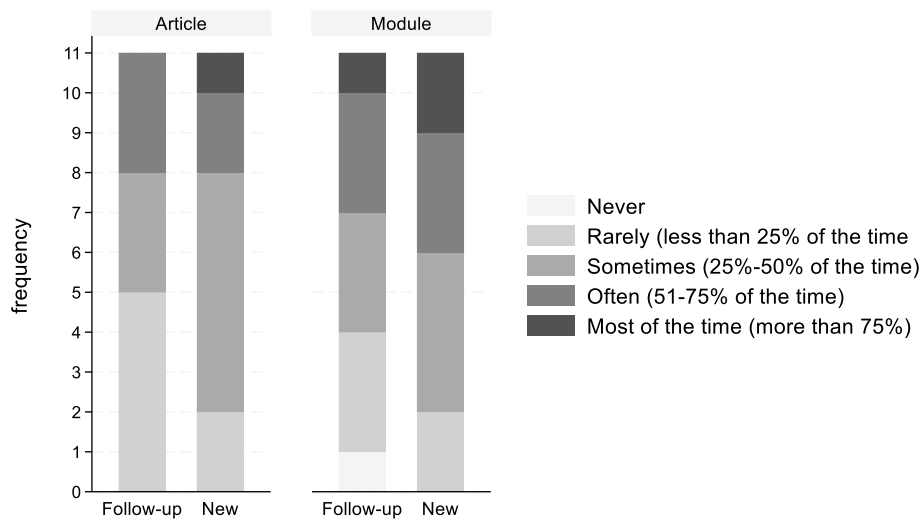 Article
Module
frequency
11
10
9
8
7
6
5
4
3
2
1
0
Follow-up New
Follow-up New
Never
Rarely (less than 25% of the time
Sometimes (25%-50% of the time)
Often (51-75% of the time)
Most of the time (more than 75%)